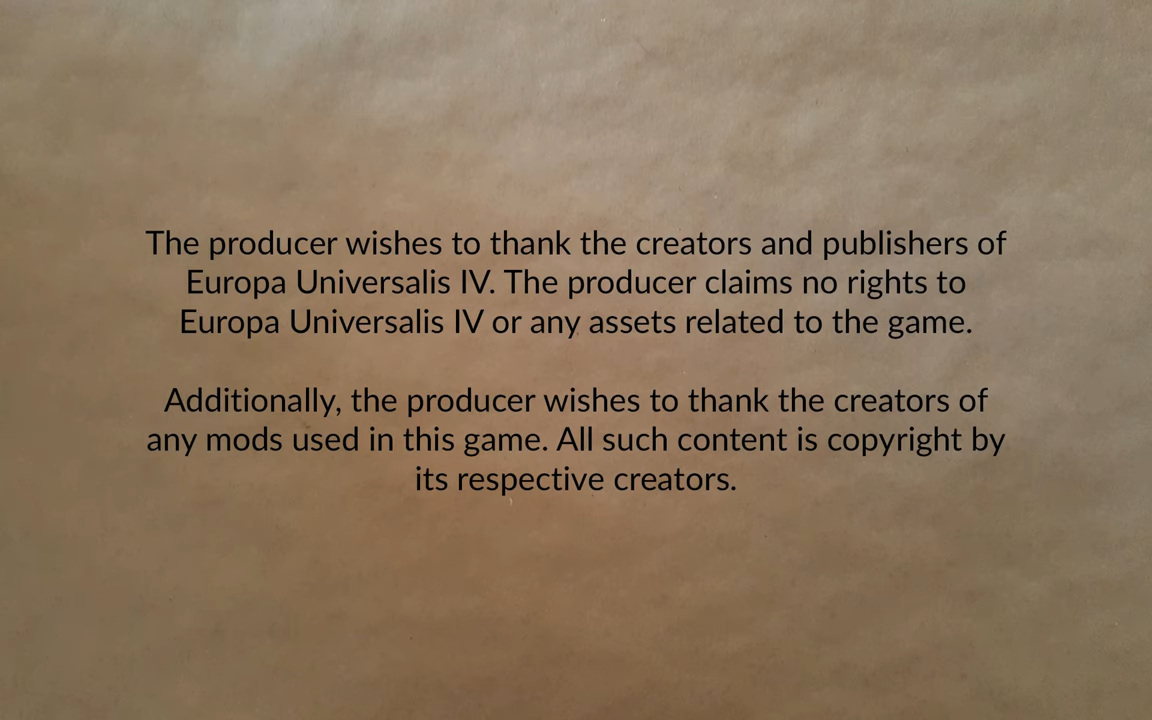 The producer wishes to thank the creators and publishers of
Europa Universalis IV. The producer claims no rights to
Europa Universalis IV or any assets related to the game.
Additionally, the producer wishes to thank the creators of
any mods used in this game. All such content is copyright by
its respective creators.